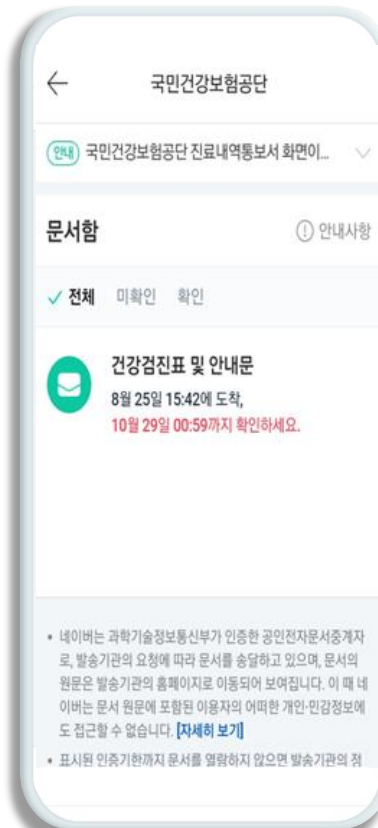 국민건강보험공단
안내 국민건강보험공단 진료내역통보서 화면이...
문서함
안내사항
전체 미확인 확인
건강검진표 및 안내문
8월 25일 15:42에 도착,
10월 29일 00:59까지 확인하세요.
• 네이버는 과학기술정보통신부가 인증한 공인전자문서중계자
로, 발송기관의 요청에 따라 문서를 송달하고 있으며, 문서의
원문은 발송기관의 홈페이지로 이동되어 보여집니다. 이 때 네
이버는 문서 원문에 포함된 이용자의 어떠한 개인·민감정보에
도 접근할 수 없습니다. [자세히 보기]
• 표시된 인증기한까지 문서를 열람하지 않으면 발송기관의 정